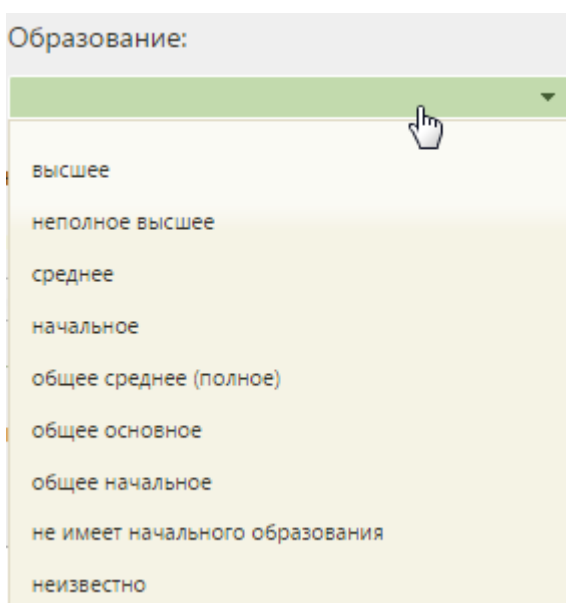 Образование:
высшее
неполное высшее
среднее
начальное
общее среднее (полное)
общее основное
общее начальное
не имеет начального образования
неизвестно